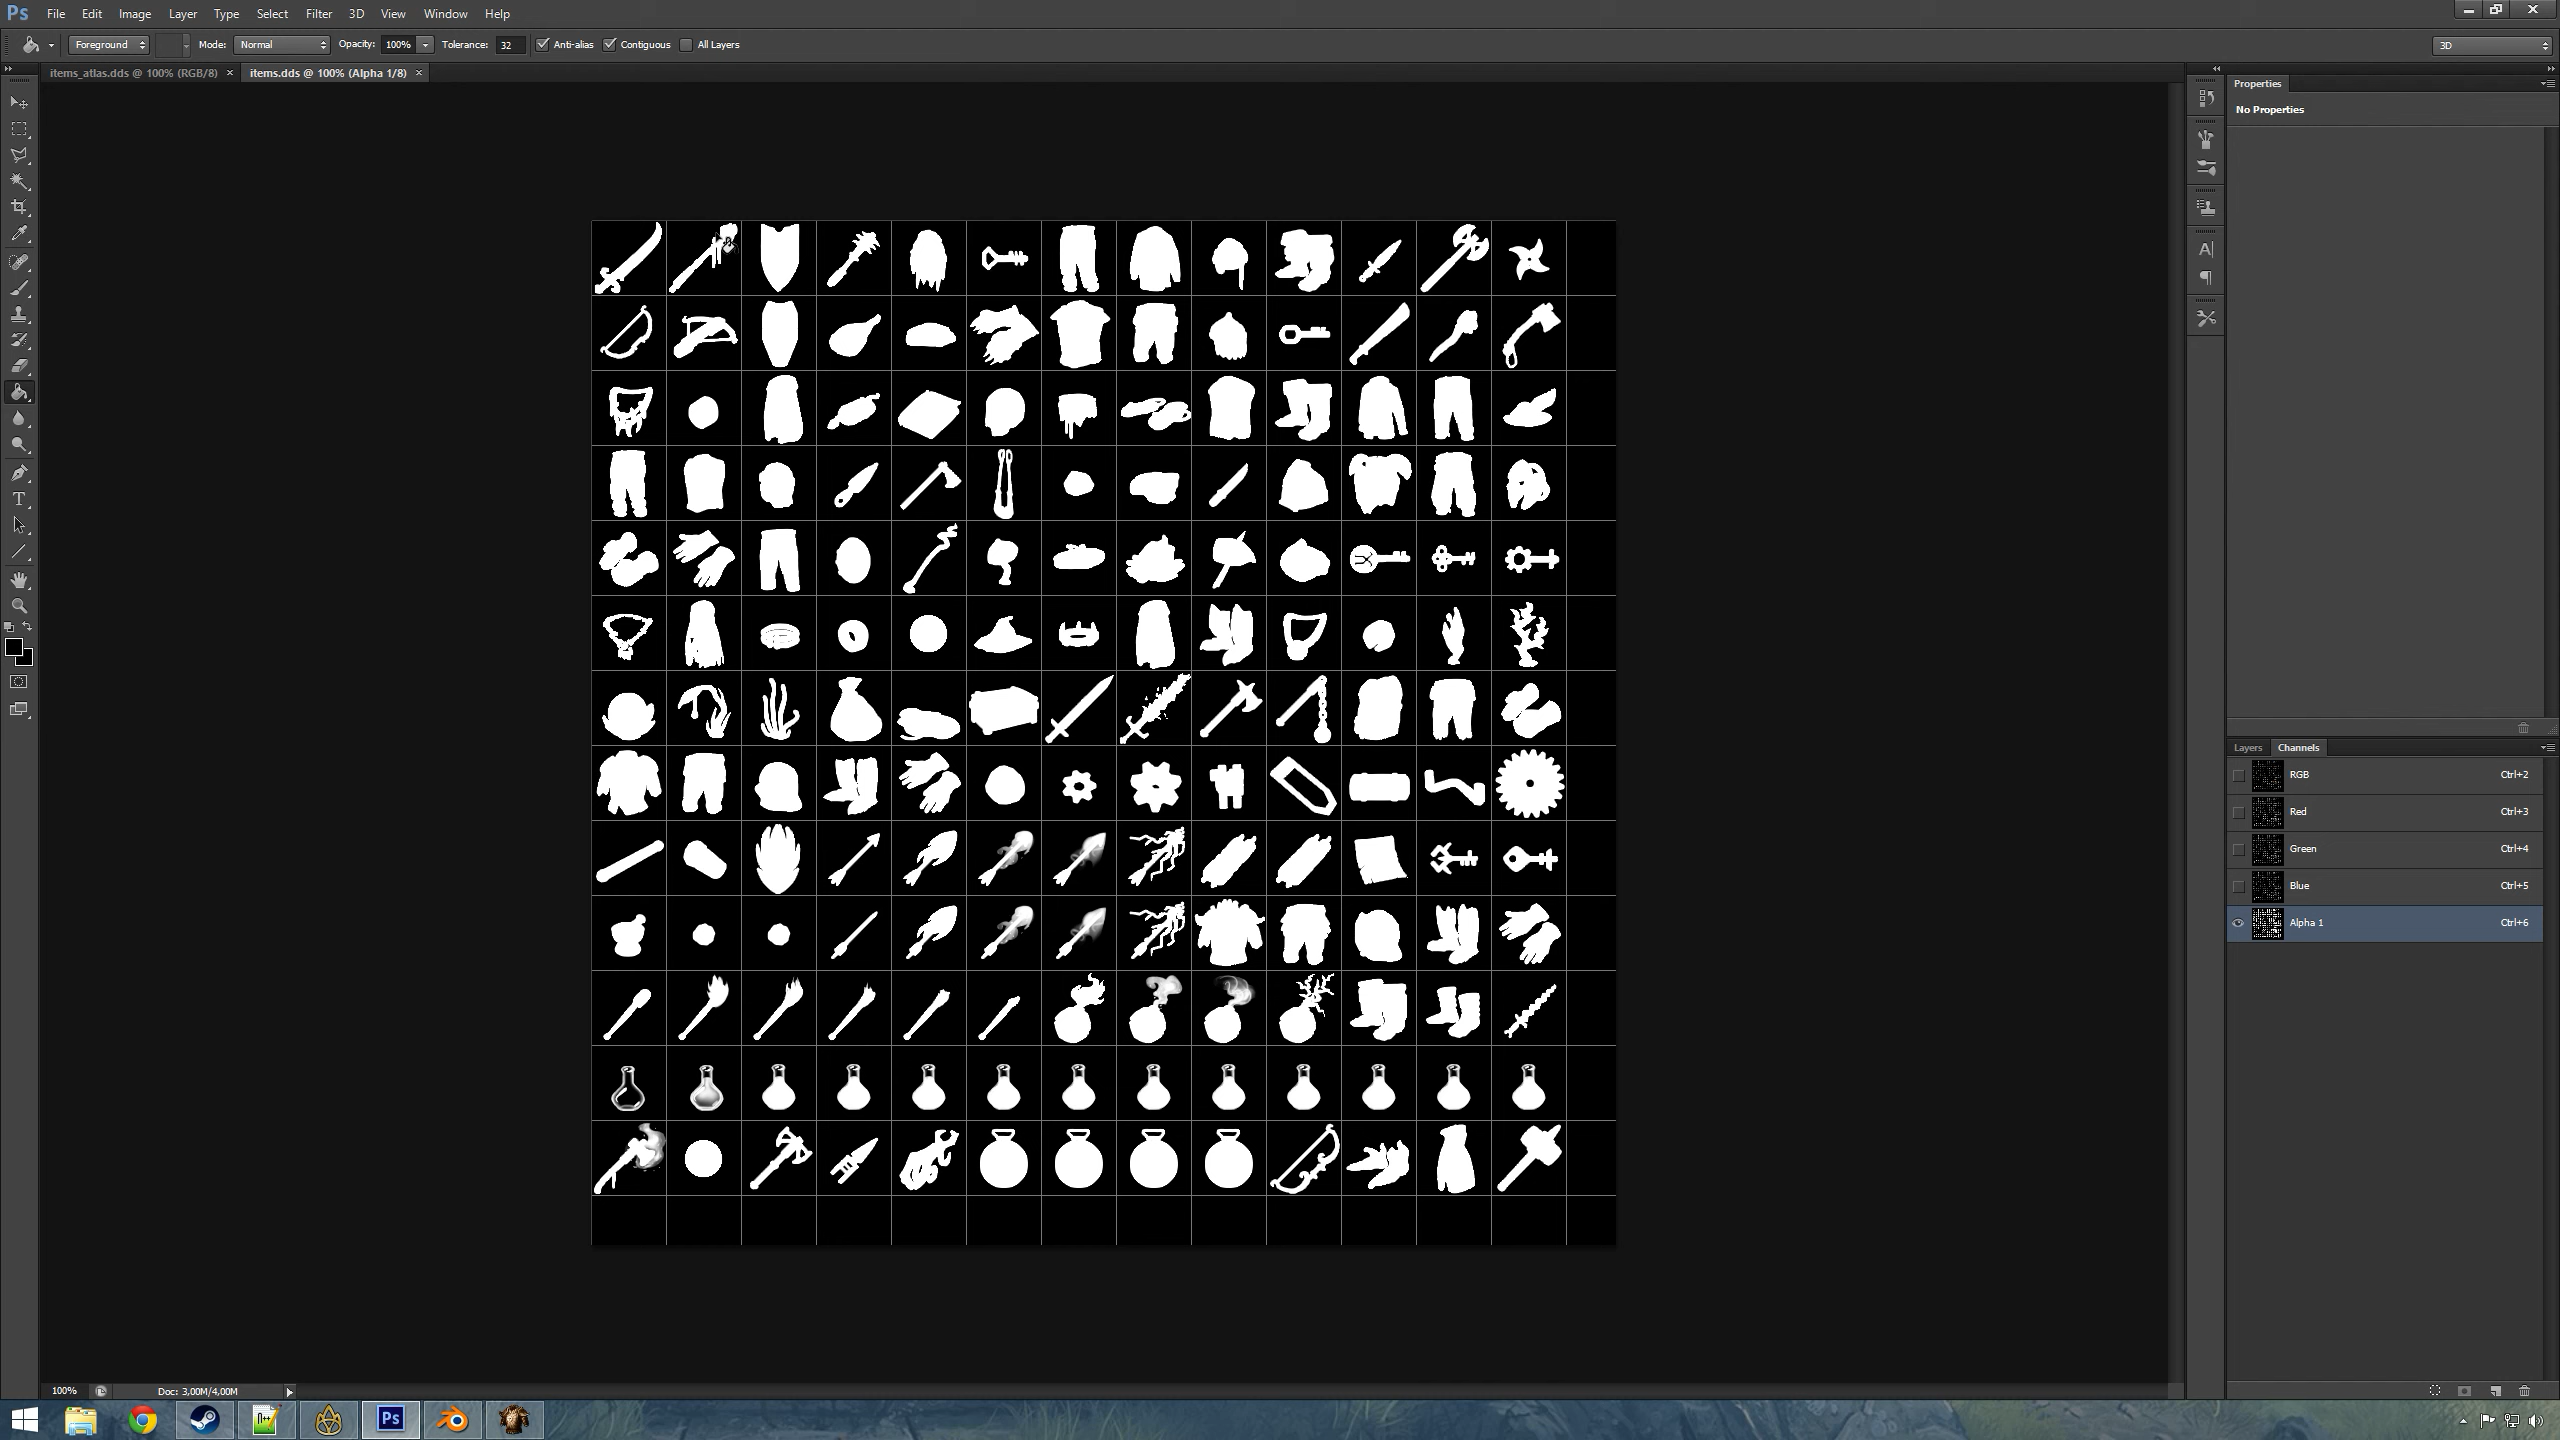 Ps File Edit Image Layer Type Select Filter 3D View Window Help
Foreground Mode: Normal Opacity: 100% Tolerance: 32 Anti-alias Contiguous All Layers 3D
items_atlas.dds @ 100% (RGB/8) × items.dds @ 100% (Alpha 1/8) ×
Properties
No Properties
Layers Channels
RGB Ctrl+2
Red Ctrl+3
Green Ctrl+4
Blue Ctrl+5
Alpha 1 Ctrl+6
100% Doc: 3,00M/4,00M
Ps